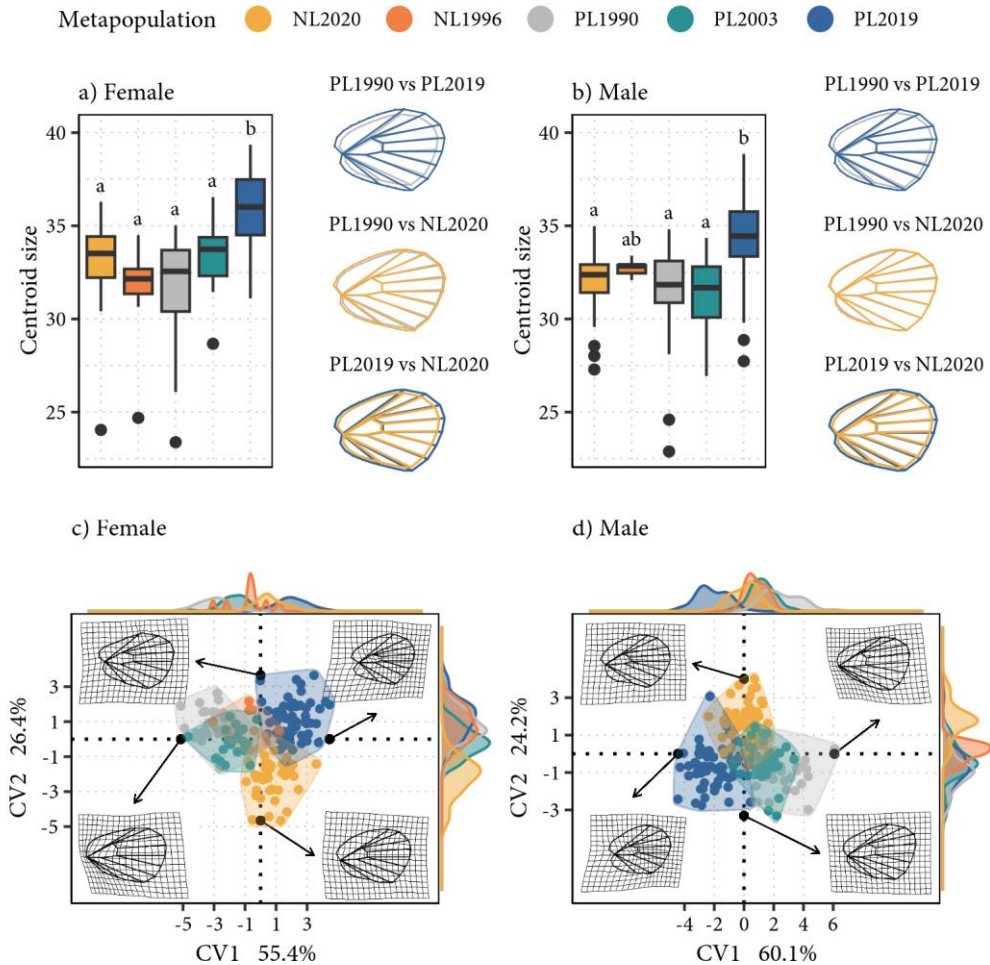 Metapopulation NL2020 NL1996 PL1990 PL2003 PL2019
a) Female
PL1990 vs PL2019
40
35
30
25
Centroid size
a a a a b
PL1990 vs NL2020
PL2019 vs NL2020
b) Male
PL1990 vs PL2019
40
35
30
25
Centroid size
a ab a a b
PL1990 vs NL2020
PL2019 vs NL2020
c) Female
3
1
-1
-3
-5
CV2 26.4%
-5 -3 -1 1 3
CV1 55.4%
d) Male
3
1
-1
-3
CV2 24.2%
-4 -2 0 2 4 6
CV1 60.1%